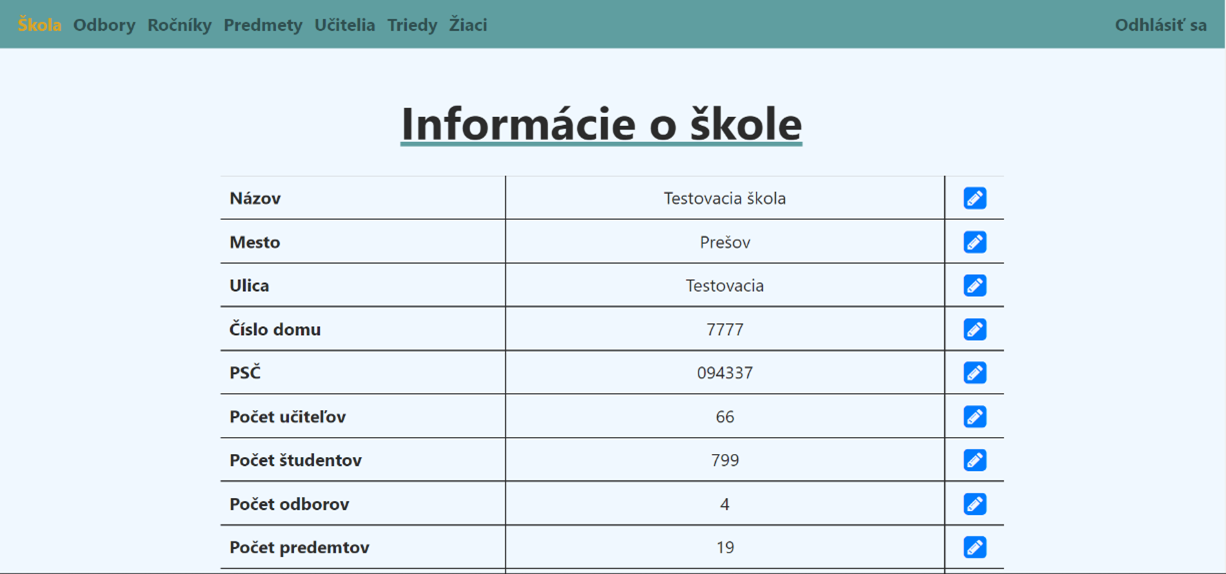 Škola Odbory Ročníky Predmety Učitelia Triedy Žiaci Odhlásiť sa
Informácie o škole
Názov Testovacia škola
Mesto Prešov
Ulica Testovacia
Číslo domu 7777
PSČ 094337
Počet učiteľov 66
Počet študentov 799
Počet odborov 4
Počet predemtov 19